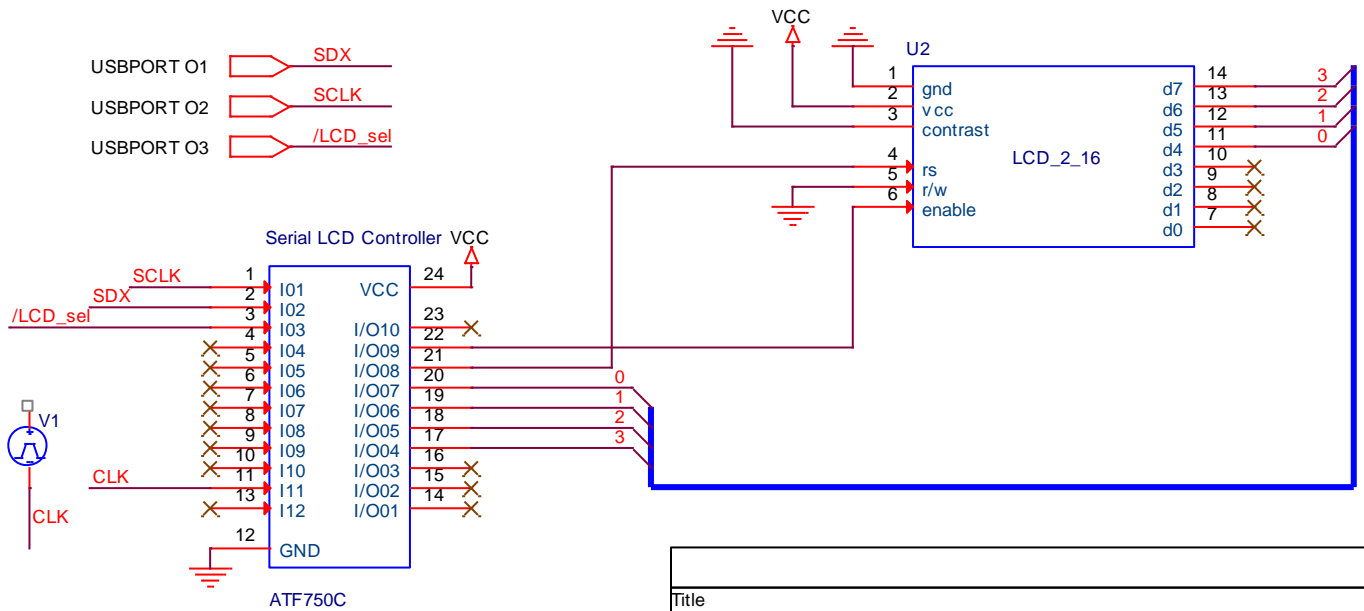 USBPORT O1
SDX
USBPORT O2
SCLK
USBPORT O3
/LCD_sel
VCC
U2
1
gnd
2
vcc
3
contrast
4
rs
5
r/w
6
enable
LCD_2_16
14
d7
3
13
d6
2
12
d5
1
11
d4
0
10
d3
9
d2
8
d1
7
d0
Serial LCD Controller
VCC
SCLK
1
I01
SDX
2
I02
/LCD_sel
3
I03
4
I04
5
I05
6
I06
7
I07
8
I08
9
I09
10
I10
CLK
11
I11
13
I12
12
GND
24
VCC
23
I/O10
22
I/O09
21
I/O08
20
I/O07
0
19
I/O06
1
18
I/O05
2
17
I/O04
3
16
I/O03
15
I/O02
14
I/O01
V1
CLK
ATF750C
Title